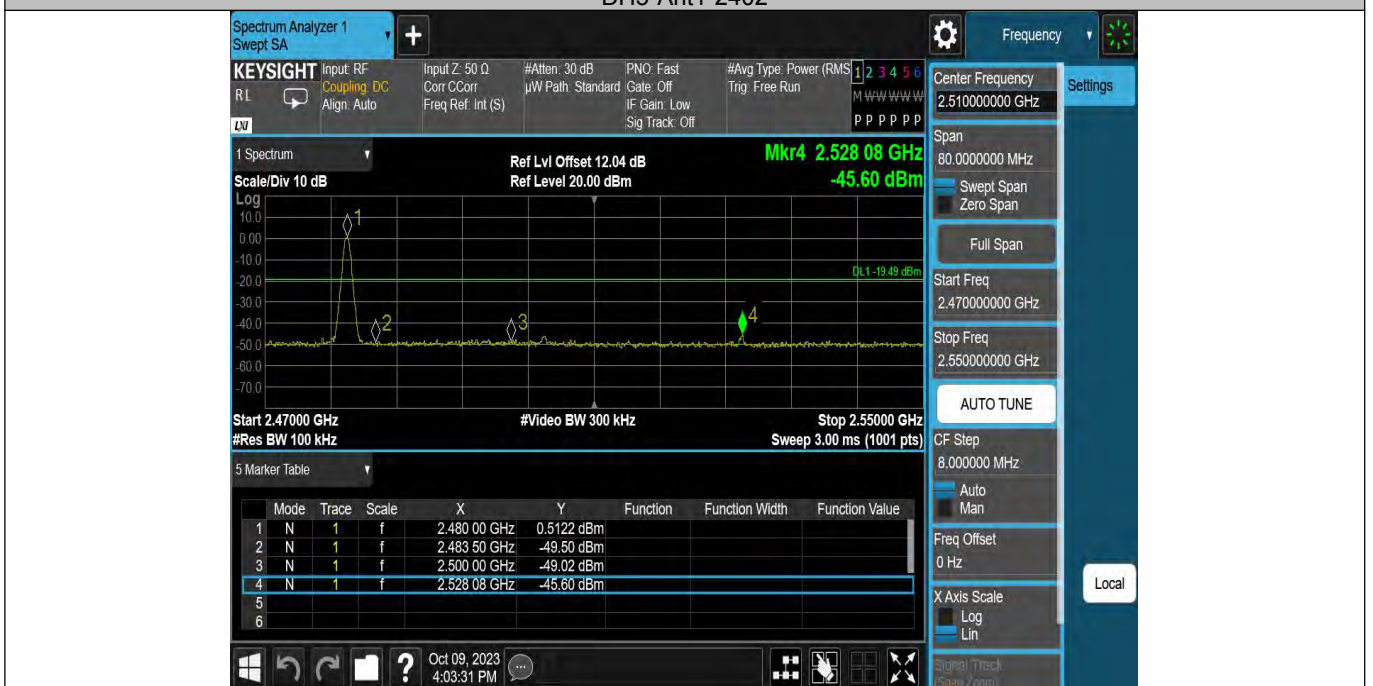 DH5-Ant1-2402
Spectrum Analyzer 1
Swept SA
Frequency
KEYSIGHT
RL
LXI
Input: RF
Coupling: DC
Align: Auto
Input Z: 50 Ω
Corr CCorr
Freq Ref: Int (S)
#Atten: 30 dB
µW Path: Standard
PNO: Fast
Gate: Off
IF Gain: Low
Sig Track: Off
#Avg Type: Power (RMS
Trig: Free Run
1 2 3 4 5 6
M W W W W W
P P P P P P
Center Frequency
2.510000000 GHz
Settings
Span
80.0000000 MHz
Swept Span
Zero Span
Full Span
Start Freq
2.470000000 GHz
Stop Freq
2.550000000 GHz
AUTO TUNE
CF Step
8.000000 MHz
Auto
Man
Freq Offset
0 Hz
X Axis Scale
Log
Lin
Signal Track
(Span Zoom)
Local
1 Spectrum
Scale/Div 10 dB
Log
Ref Lvl Offset 12.04 dB
Ref Level 20.00 dBm
Mkr4 2.528 08 GHz
-45.60 dBm
10.0
0.00
-10.0
-20.0
-30.0
-40.0
-50.0
-60.0
-70.0
1
2
3
4
DL1 -19.49 dBm
Start 2.47000 GHz
#Video BW 300 kHz
Stop 2.55000 GHz
#Res BW 100 kHz
Sweep 3.00 ms (1001 pts)
5 Marker Table
Mode Trace Scale X Y Function Function Width Function Value
1 N 1 f 2.480 00 GHz 0.5122 dBm
2 N 1 f 2.483 50 GHz -49.50 dBm
3 N 1 f 2.500 00 GHz -49.02 dBm
4 N 1 f 2.528 08 GHz -45.60 dBm
5
6
Oct 09, 2023
4:03:31 PM